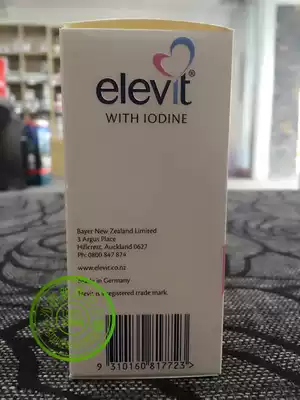 elevit®
WITH IODINE
Bayer New Zealand Limited
3 Argus Place
Hillcrest, Auckland 0627
Ph: 0800 847 874
www.elevit.co.nz
in Germany
Elevit is a registered trade mark.
9 310160 817723 >